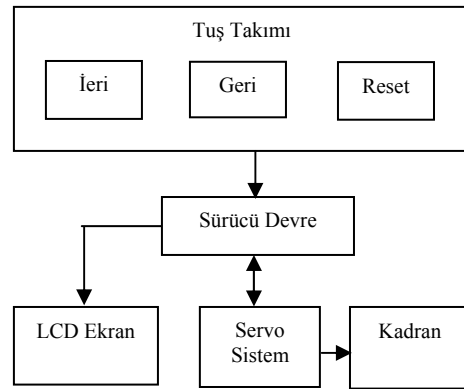 Tuş Takımı
İeri
Geri
Reset
Sürücü Devre
LCD Ekran
Servo
Sistem
Kadran